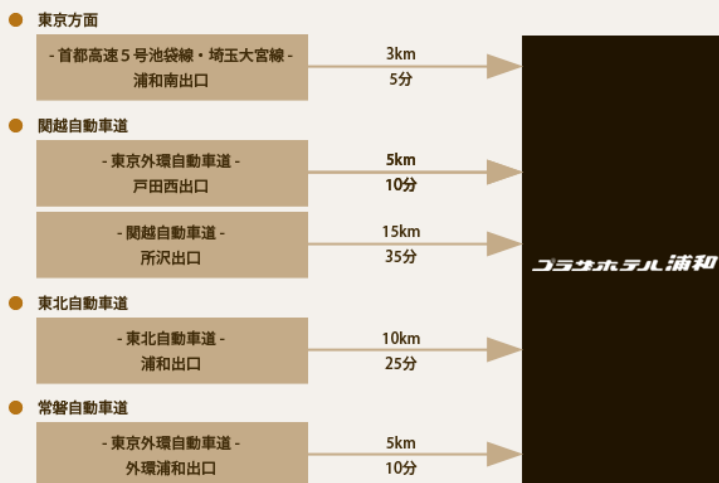 東京方面
- 首都高速5号池袋線・埼玉大宮線 -
浦和南出口
3km
5分
関越自動車道
- 東京外環自動車道 -
戸田西出口
5km
10分
- 関越自動車道 -
所沢出口
15km
35分
プラザホテル浦和
東北自動車道
- 東北自動車道 -
浦和出口
10km
25分
常磐自動車道
- 東京外環自動車道 -
外環浦和出口
5km
10分